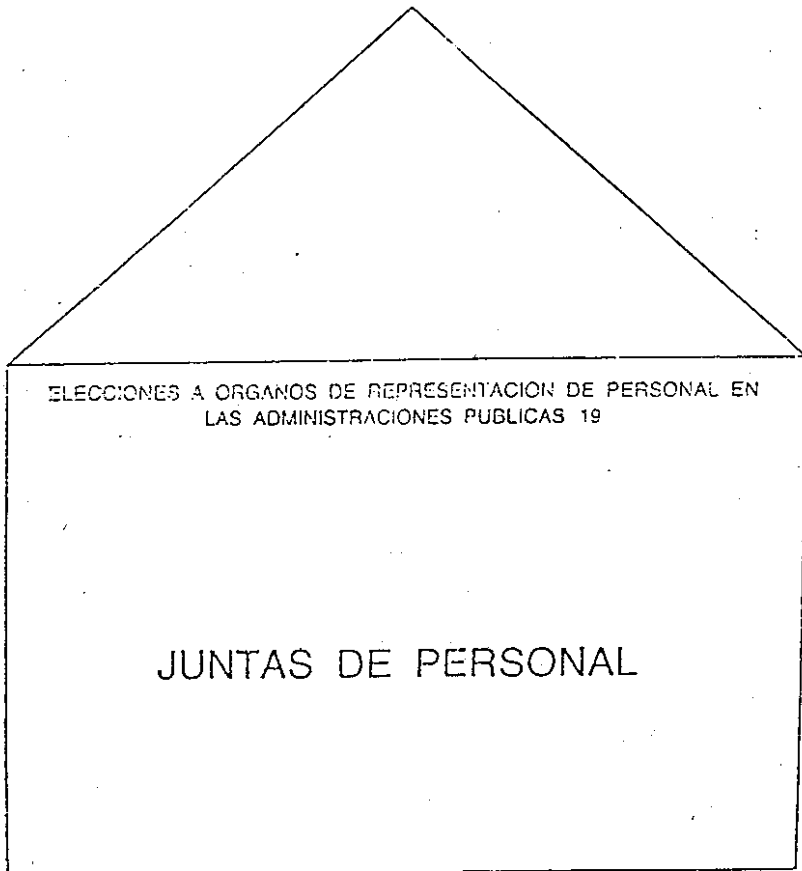 ELECCIONES A ORGANOS DE REPRESENTACION DE PERSONAL EN
LAS ADMINISTRACIONES PUBLICAS 19
JUNTAS DE PERSONAL